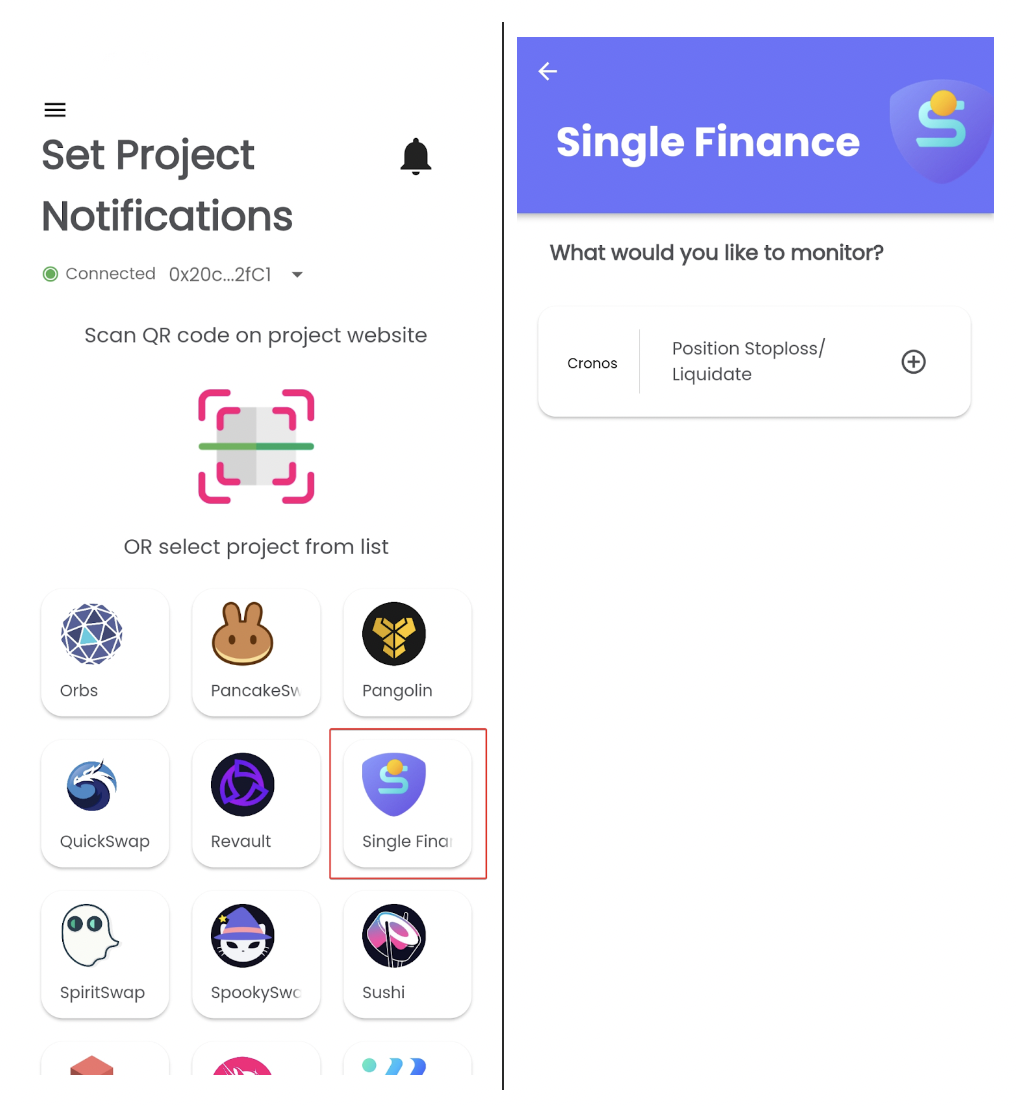 Set Project
Notifications
Connected 0x20c...2fC1
Scan QR code on project website
OR select project from list
Orbs
PancakeSw
Pangolin
QuickSwap
Revault
Single Finan
SpiritSwap
SpookySwa
Sushi
Single Finance
What would you like to monitor?
Cronos
Position Stoploss/
Liquidate